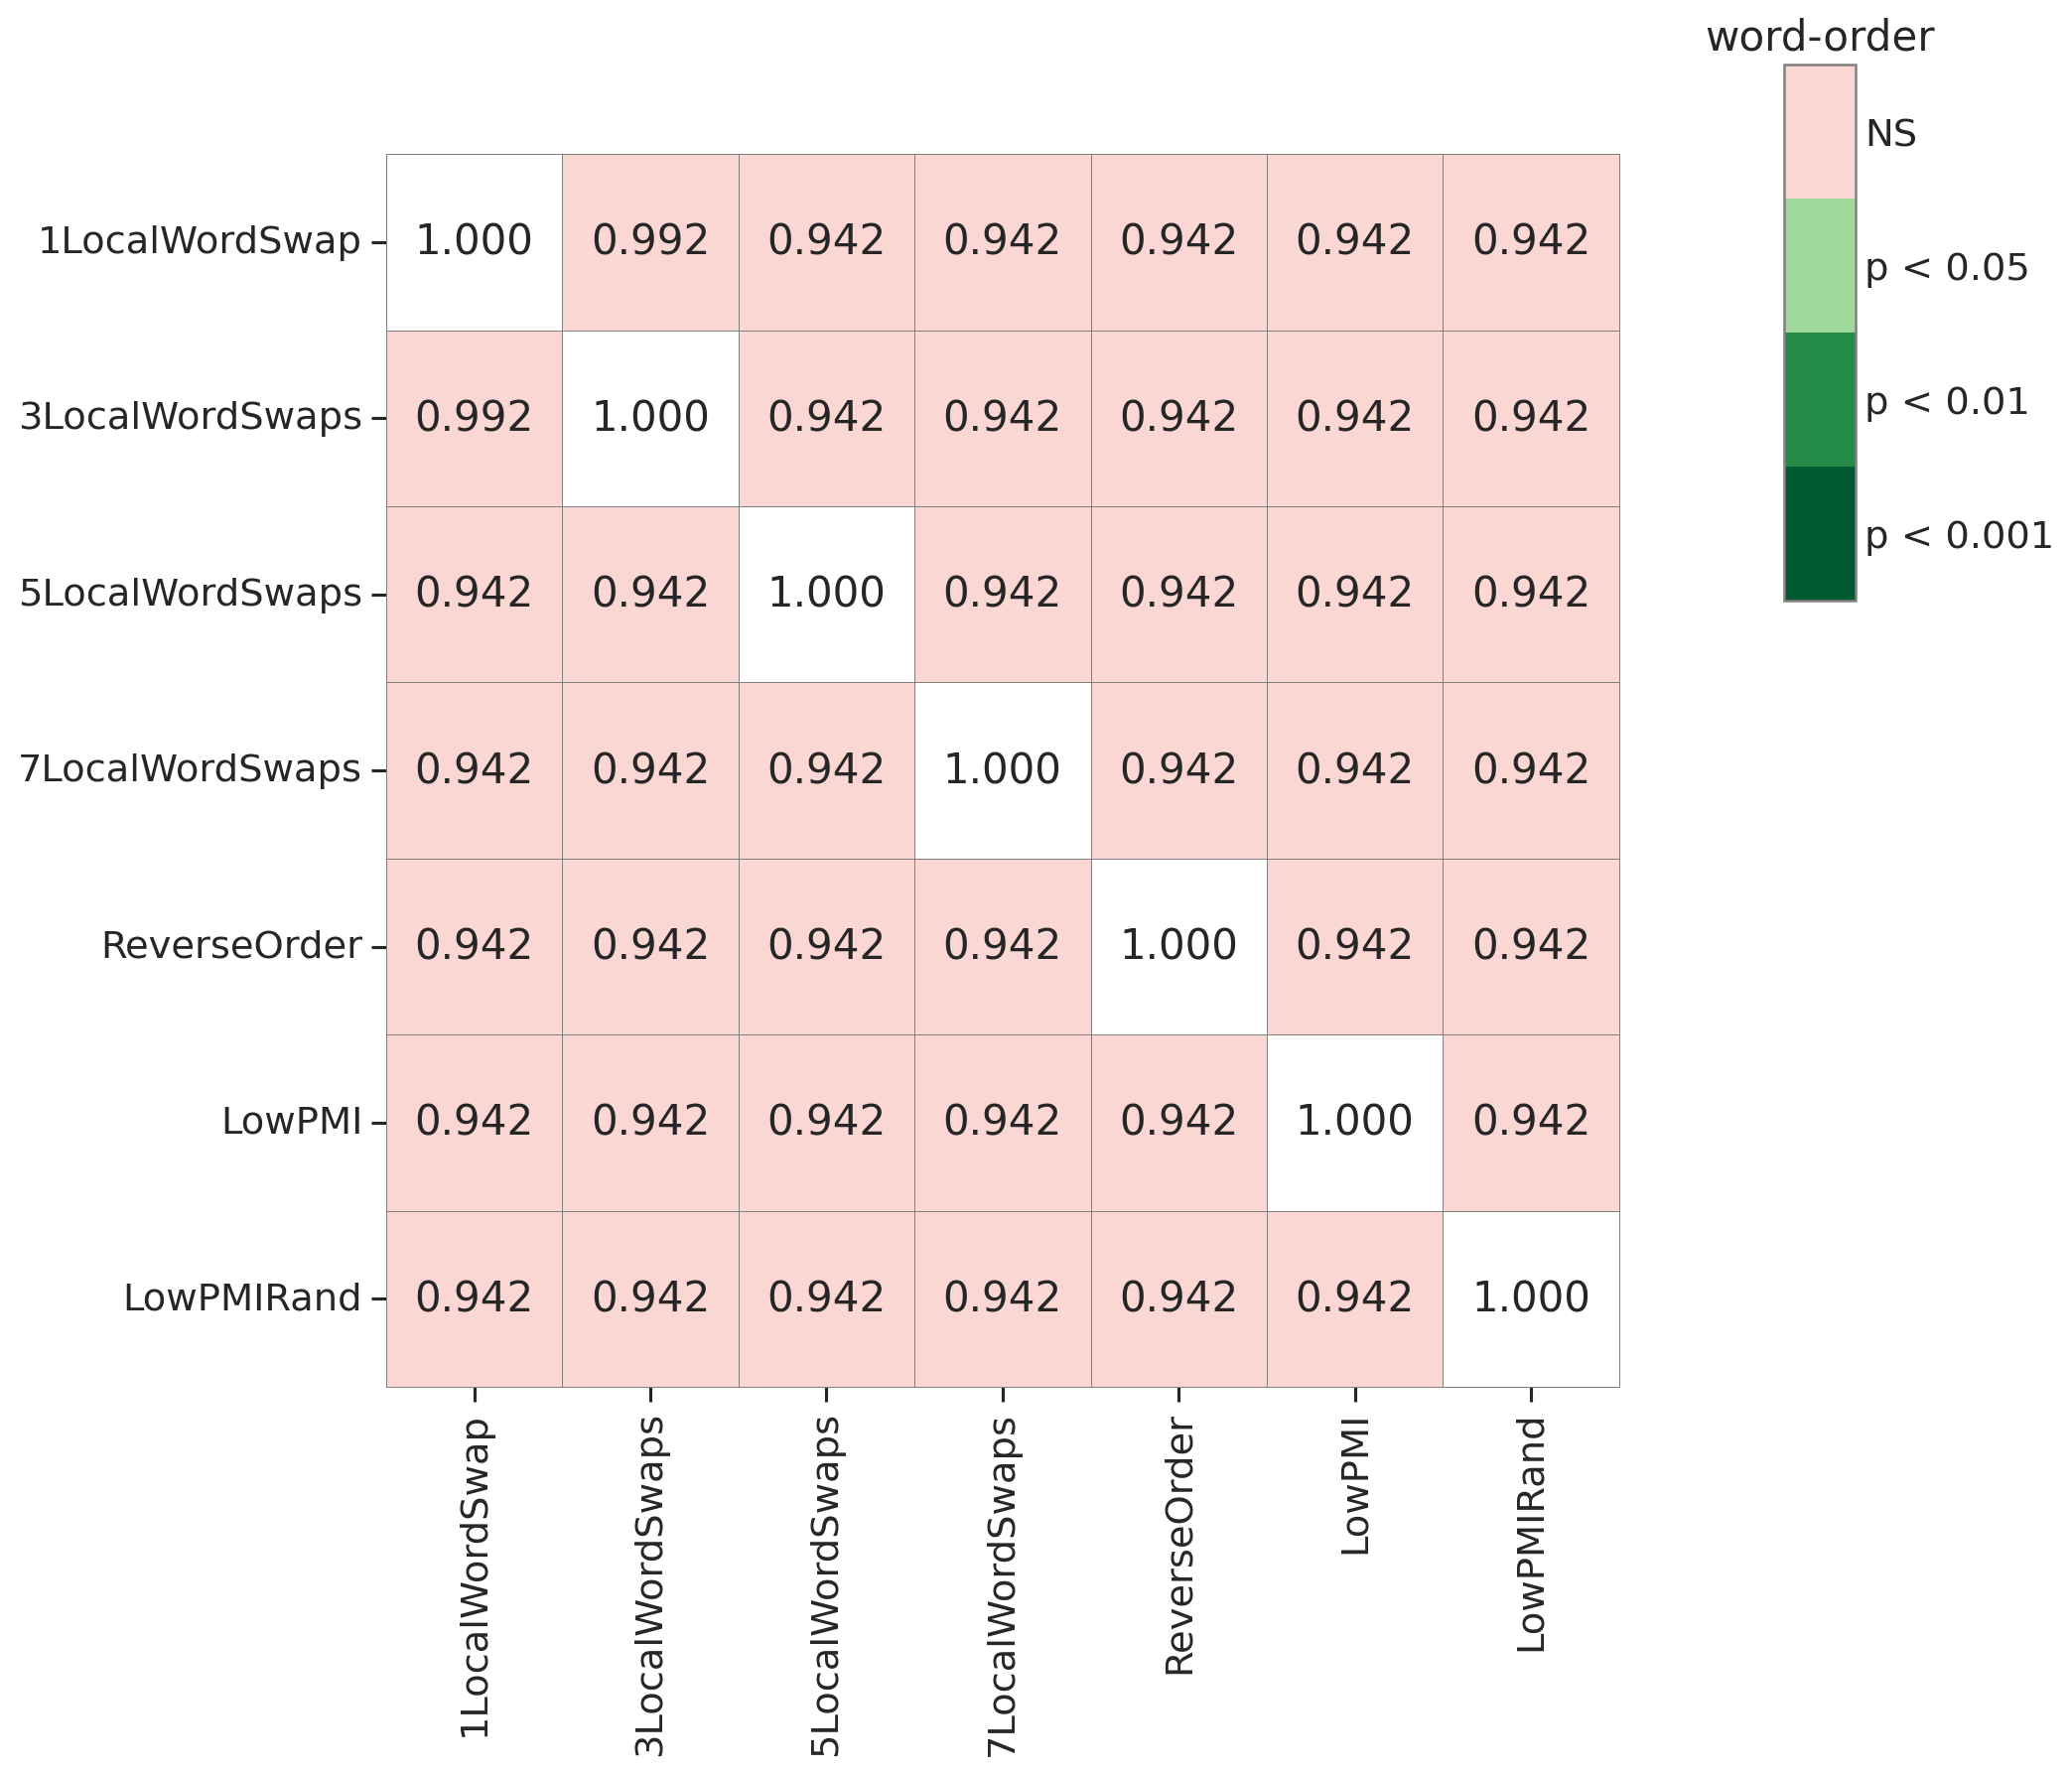 word-order
NS
p < 0.05
p < 0.01
p < 0.001
1LocalWordSwap 1.000 0.992 0.942 0.942 0.942 0.942 0.942
3LocalWordSwaps 0.992 1.000 0.942 0.942 0.942 0.942 0.942
5LocalWordSwaps 0.942 0.942 1.000 0.942 0.942 0.942 0.942
7LocalWordSwaps 0.942 0.942 0.942 1.000 0.942 0.942 0.942
ReverseOrder 0.942 0.942 0.942 0.942 1.000 0.942 0.942
LowPMI 0.942 0.942 0.942 0.942 0.942 1.000 0.942
LowPMIRand 0.942 0.942 0.942 0.942 0.942 0.942 1.000
1LocalWordSwap
3LocalWordSwaps
5LocalWordSwaps
7LocalWordSwaps
ReverseOrder
LowPMI
LowPMIRand